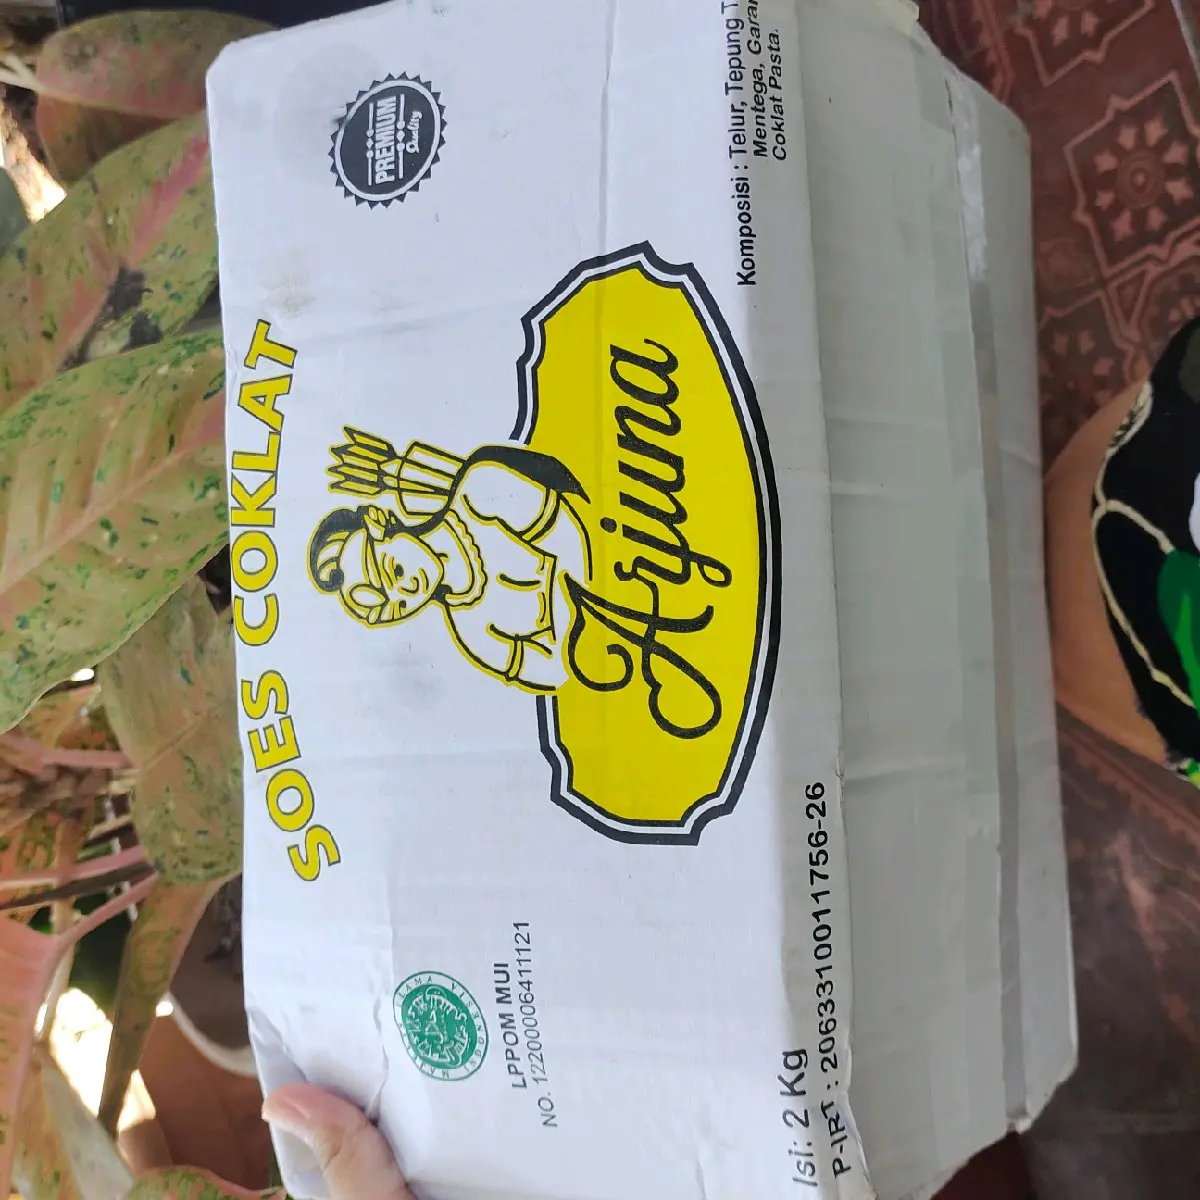 SOES COKLAT
PREMIUM
Quality
Arjuna
LPPOM MUI
NO. 12200006411121
Isi: 2 Kg
P-IRT : 2063310011756-26
Komposisi : Telur, Tepung
Mentega,
Coklat Pasta.